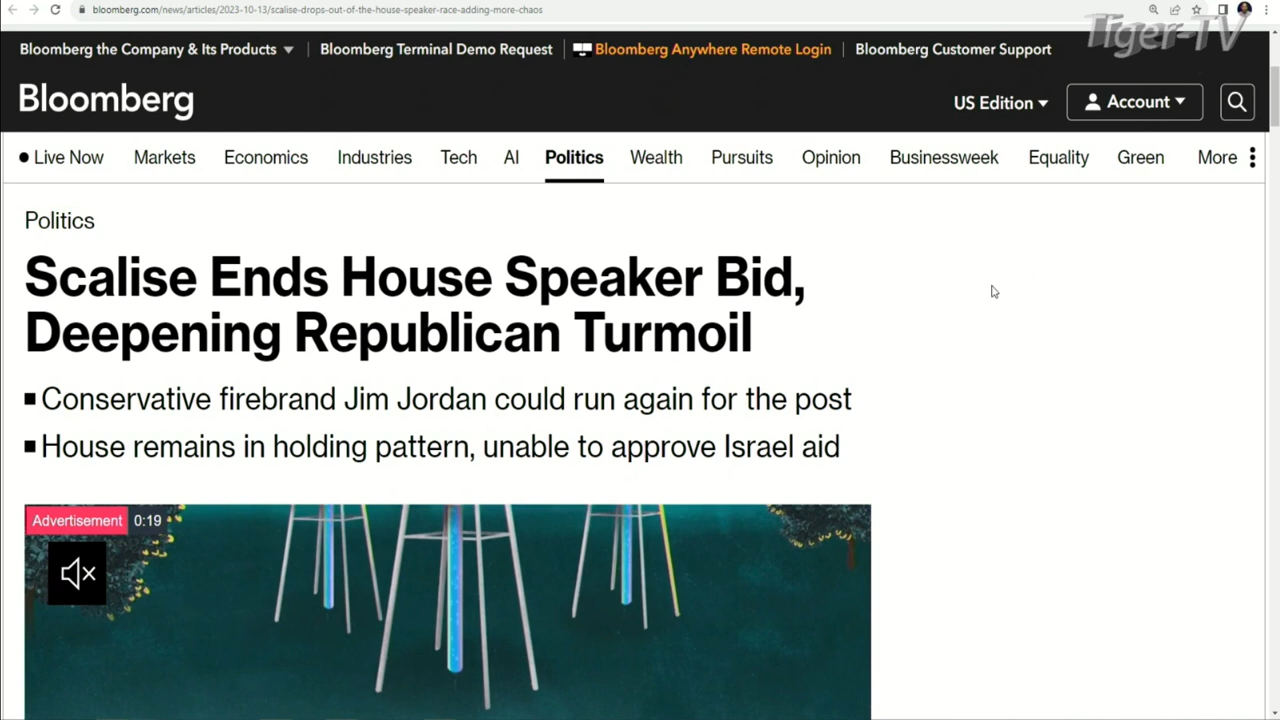 bloomberg.com/news/articles/2023-10-13/scalise-drops-out-of-the-house-speaker-race-adding-more-chaos
Tiger-TV
Bloomberg the Company & Its Products
Bloomberg Terminal Demo Request
Bloomberg Anywhere Remote Login
Bloomberg Customer Support
Bloomberg
US Edition
Account
Live Now
Markets
Economics
Industries
Tech
AI
Politics
Wealth
Pursuits
Opinion
Businessweek
Equality
Green
More
Politics
Scalise Ends House Speaker Bid,
Deepening Republican Turmoil
Conservative firebrand Jim Jordan could run again for the post
House remains in holding pattern, unable to approve Israel aid
Advertisement 0:19